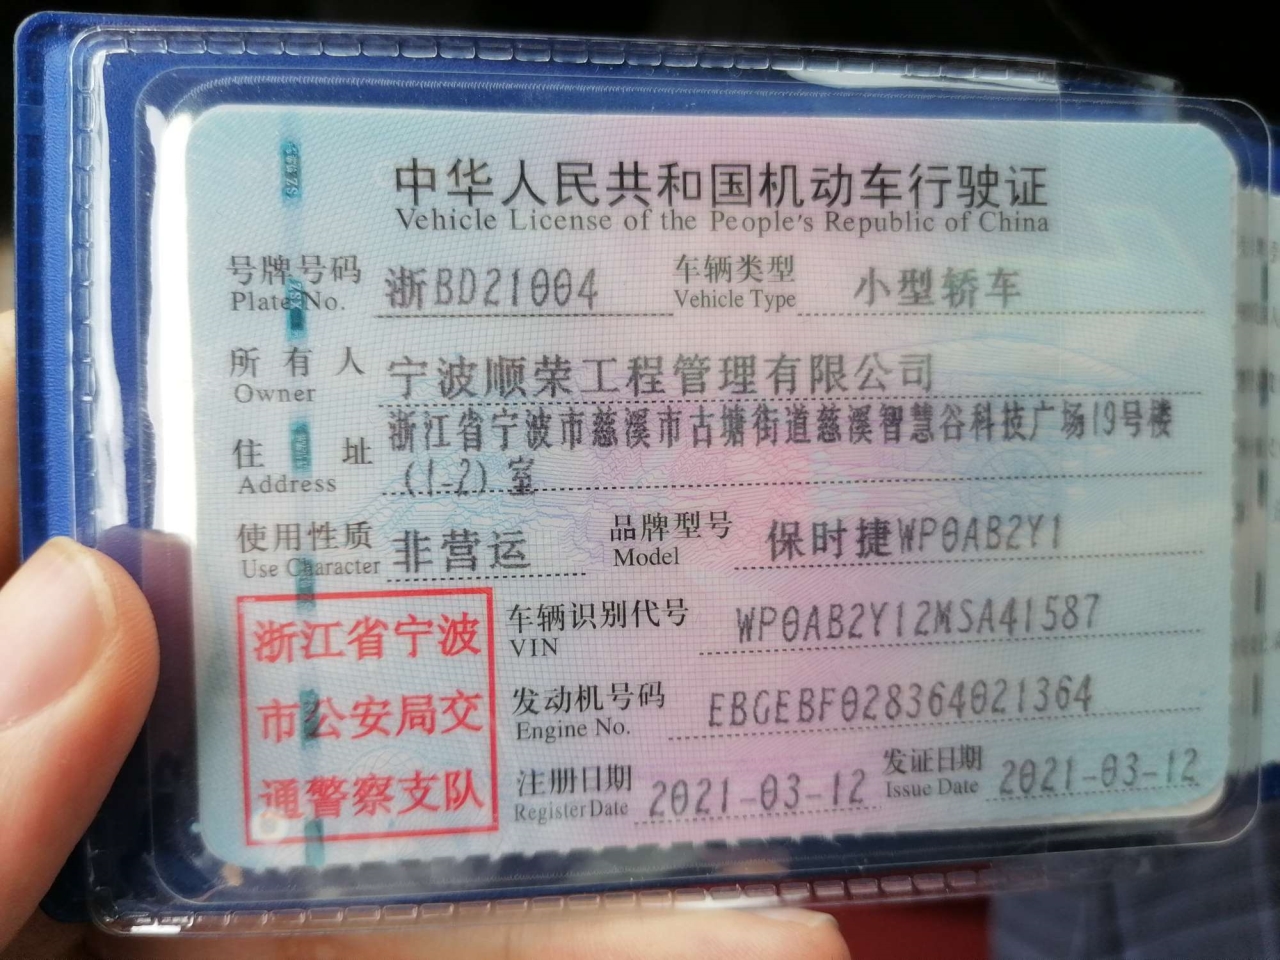 中华人民共和国机动车行驶证
Vehicle License of the People's Republic of China
号牌号码 浙BD21004 车辆类型 小型轿车
Plate No. Vehicle Type
所有人 宁波顺荣工程管理有限公司
Owner
住址 浙江省宁波市慈溪市古塘街道慈溪智慧谷科技广场19号楼
Address (1-2)室
使用性质 非营运 品牌型号 保时捷WP0AB2Y1
Use Character Model
浙江省宁波
市公安局交
通警察支队
车辆识别代号 WP0AB2Y12MSA41587
VIN
发动机号码 EBGEBF028364021364
Engine No.
注册日期 2021-03-12 发证日期 2021-03-12
Register Date Issue Date